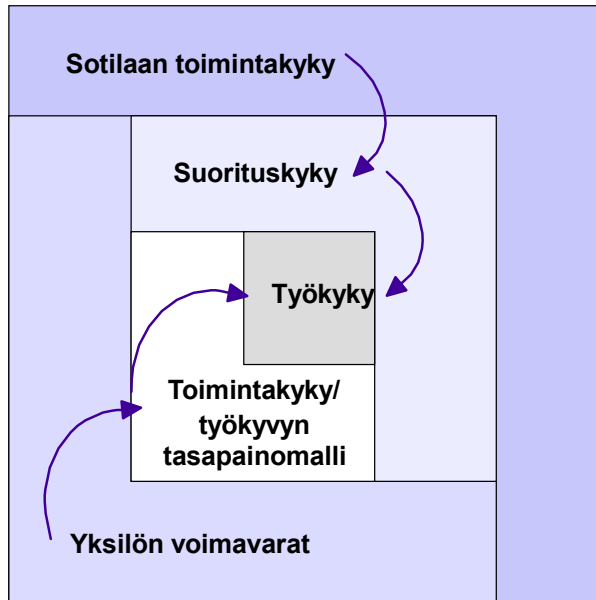 Sotilaan toimintakyky
Suorituskyky
Työkyky
Toimintakyky/
työkyvyn
tasapainomalli
Yksilön voimavarat